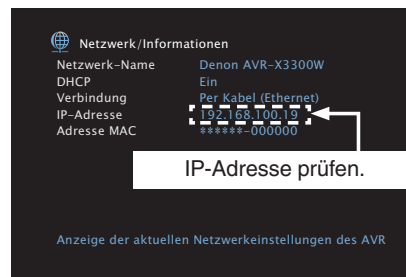 Netzwerk/Informationen
Netzwerk-Name Denon AVR-X3300W
DHCP Ein
Verbindung Per Kabel (Ethernet)
IP-Adresse 192.168.100.19
Adresse MAC ******-000000
IP-Adresse prüfen.
Anzeige der aktuellen Netzwerkeinstellungen des AVR